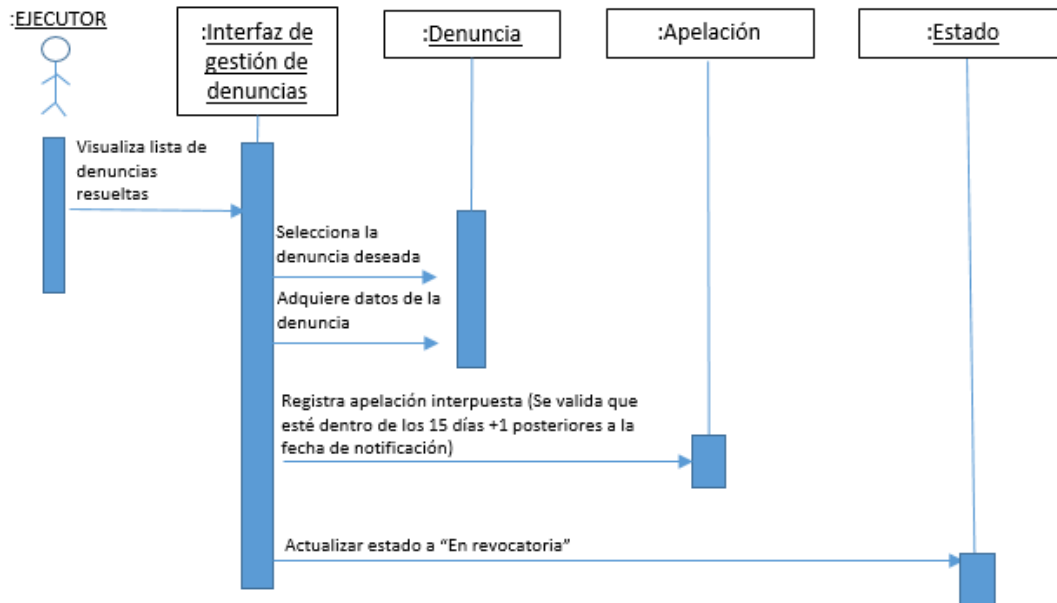 :EJECUTOR
:Interfaz de
gestión de
denuncias
:Denuncia
:Apelación
:Estado
Visualiza lista de
denuncias
resueltas
Selecciona la
denuncia deseada
Adquiere datos de la
denuncia
Registra apelación interpuesta (Se valida que
esté dentro de los 15 días +1 posteriores a la
fecha de notificación)
Actualizar estado a “En revocatoria”